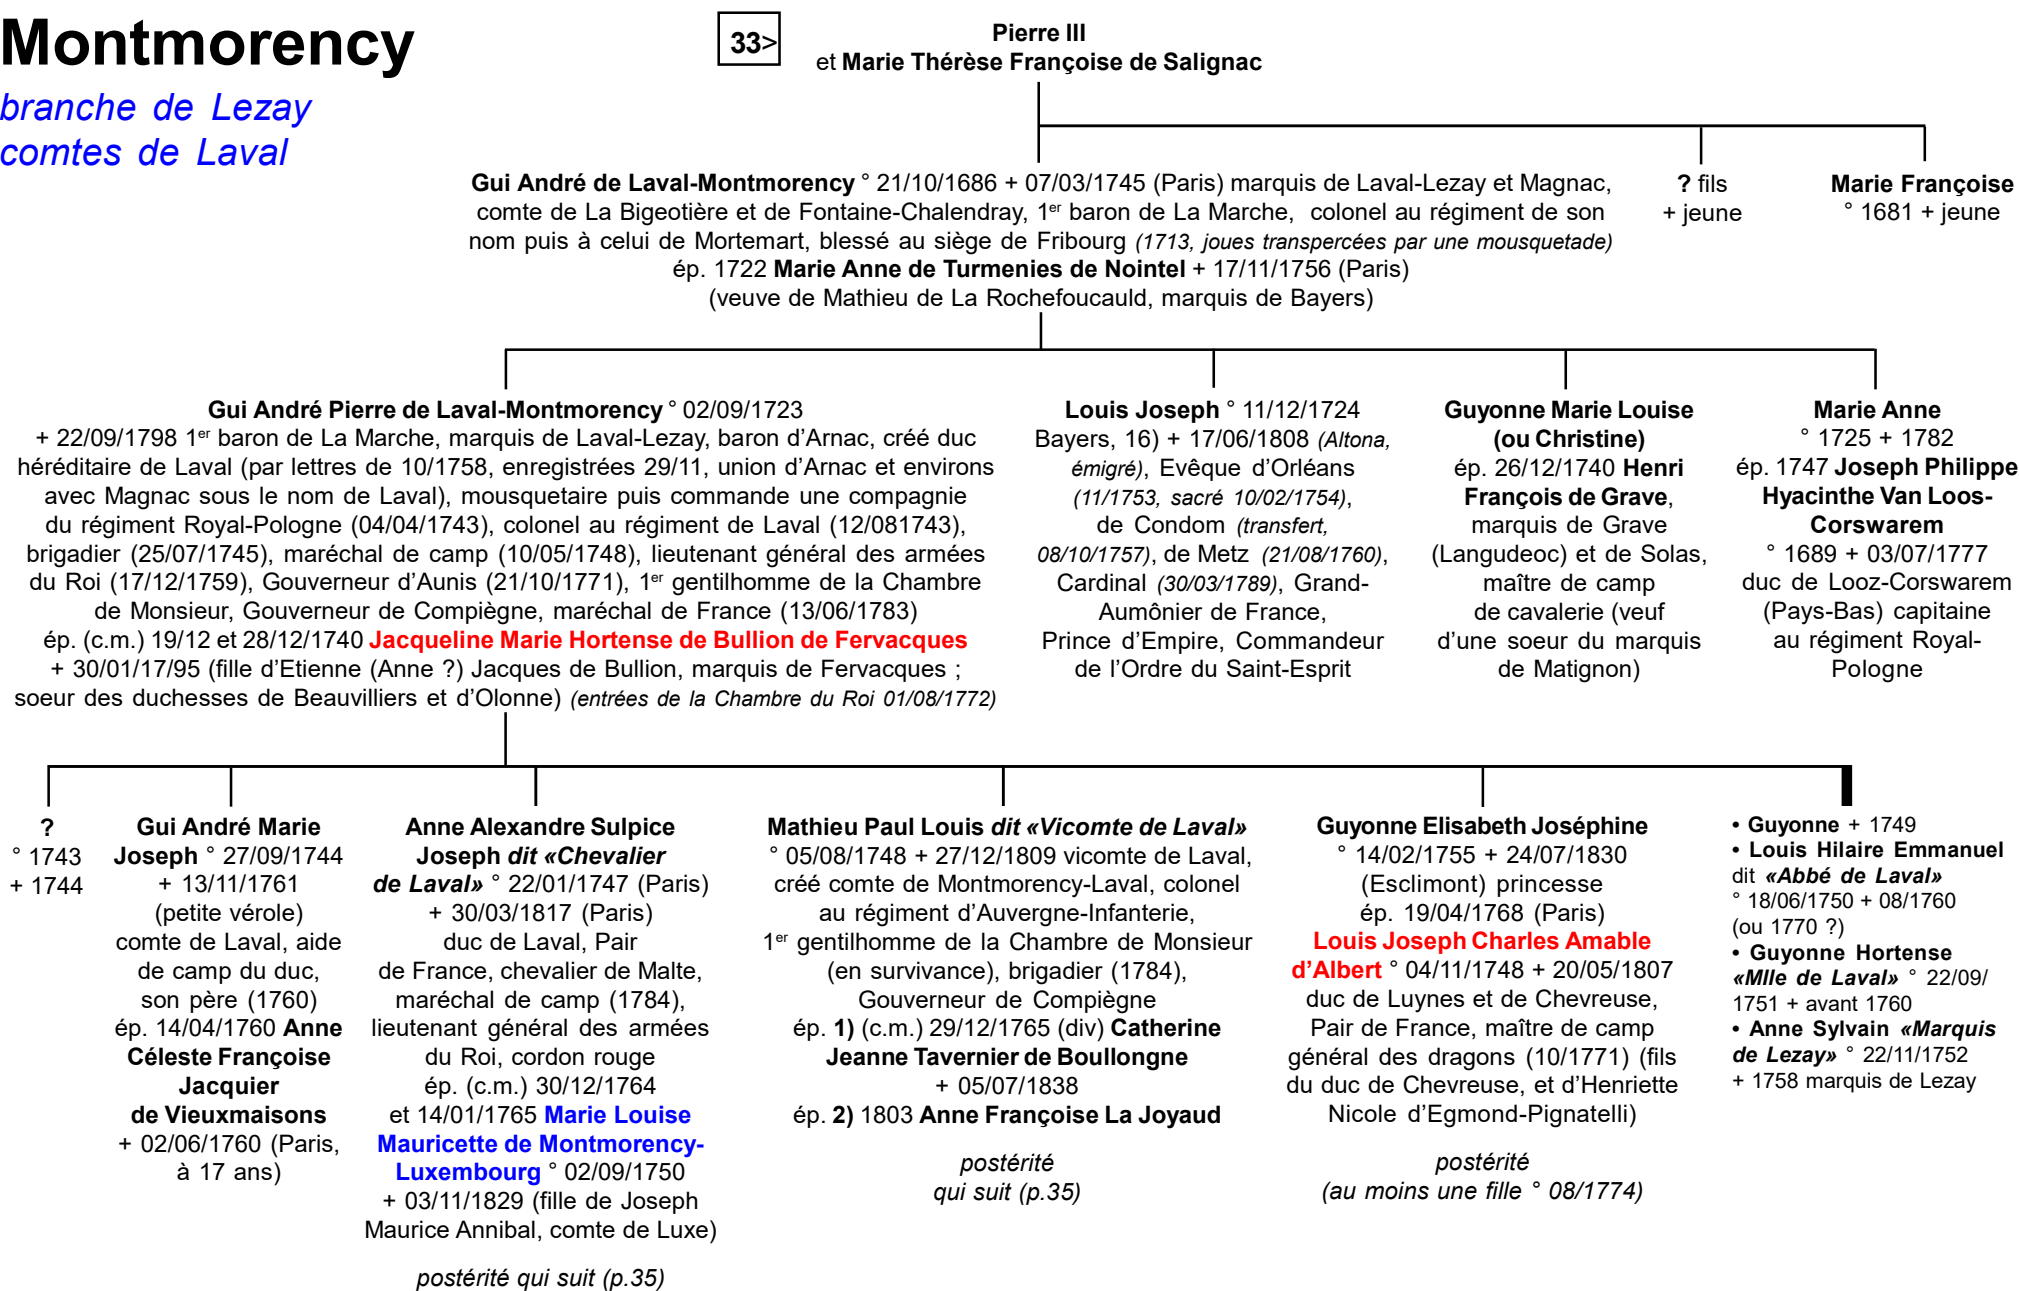 Montmorency
branche de Lezay
comtes de Laval
33>
Pierre III
et Marie Thérèse Françoise de Salignac
Gui André de Laval-Montmorency ° 21/10/1686 + 07/03/1745 (Paris) marquis de Laval-Lezay et Magnac,
comte de La Bigeotière et de Fontaine-Chalendray, 1er baron de La Marche, colonel au régiment de son
nom puis à celui de Mortemart, blessé au siège de Fribourg (1713, joues transpercées par une mousquetade)
ép. 1722 Marie Anne de Turmenies de Nointel + 17/11/1756 (Paris)
(veuve de Mathieu de La Rochefoucauld, marquis de Bayers)
? fils
+ jeune
Marie Françoise
° 1681 + jeune
Gui André Pierre de Laval-Montmorency ° 02/09/1723
+ 22/09/1798 1er baron de La Marche, marquis de Laval-Lezay, baron d'Arnac, créé duc
héréditaire de Laval (par lettres de 10/1758, enregistrées 29/11, union d'Arnac et environs
avec Magnac sous le nom de Laval), mousquetaire puis commande une compagnie
du régiment Royal-Pologne (04/04/1743), colonel au régiment de Laval (12/081743),
brigadier (25/07/1745), maréchal de camp (10/05/1748), lieutenant général des armées
du Roi (17/12/1759), Gouverneur d'Aunis (21/10/1771), 1er gentilhomme de la Chambre
de Monsieur, Gouverneur de Compiègne, maréchal de France (13/06/1783)
ép. (c.m.) 19/12 et 28/12/1740 Jacqueline Marie Hortense de Bullion de Fervacques
+ 30/01/17/95 (fille d'Etienne (Anne ?) Jacques de Bullion, marquis de Fervacques ;
soeur des duchesses de Beauvilliers et d'Olonne) (entrées de la Chambre du Roi 01/08/1772)
Louis Joseph ° 11/12/1724
Bayers, 16) + 17/06/1808 (Altona,
émigré), Evêque d'Orléans
(11/1753, sacré 10/02/1754),
de Condom (transfert,
08/10/1757), de Metz (21/08/1760),
Cardinal (30/03/1789), Grand-
Aumônier de France,
Prince d'Empire, Commandeur
de l'Ordre du Saint-Esprit
Guyonne Marie Louise
(ou Christine)
ép. 26/12/1740 Henri
François de Grave,
marquis de Grave
(Langudeoc) et de Solas,
maître de camp
de cavalerie (veuf
d'une soeur du marquis
de Matignon)
Marie Anne
° 1725 + 1782
ép. 1747 Joseph Philippe
Hyacinthe Van Loos-
Corswarem
° 1689 + 03/07/1777
duc de Looz-Corswarem
(Pays-Bas) capitaine
au régiment Royal-
Pologne
?
° 1743
+ 1744
Gui André Marie
Joseph ° 27/09/1744
+ 13/11/1761
(petite vérole)
comte de Laval, aide
de camp du duc,
son père (1760)
ép. 14/04/1760 Anne
Céleste Françoise
Jacquier
de Vieuxmaisons
+ 02/06/1760 (Paris,
à 17 ans)
Anne Alexandre Sulpice
Joseph dit «Chevalier
de Laval» ° 22/01/1747 (Paris)
+ 30/03/1817 (Paris)
duc de Laval, Pair
de France, chevalier de Malte,
maréchal de camp (1784),
lieutenant général des armées
du Roi, cordon rouge
ép. (c.m.) 30/12/1764
et 14/01/1765 Marie Louise
Mauricette de Montmorency-
Luxembourg ° 02/09/1750
+ 03/11/1829 (fille de Joseph
Maurice Annibal, comte de Luxe)
postérité qui suit (p.35)
Mathieu Paul Louis dit «Vicomte de Laval»
° 05/08/1748 + 27/12/1809 vicomte de Laval,
créé comte de Montmorency-Laval, colonel
au régiment d'Auvergne-Infanterie,
1er gentilhomme de la Chambre de Monsieur
(en survivance), brigadier (1784),
Gouverneur de Compiègne
ép. 1) (c.m.) 29/12/1765 (div) Catherine
Jeanne Tavernier de Boullongne
+ 05/07/1838
ép. 2) 1803 Anne Françoise La Joyaud
postérité
qui suit (p.35)
Guyonne Elisabeth Joséphine
° 14/02/1755 + 24/07/1830
(Esclimont) princesse
ép. 19/04/1768 (Paris)
Louis Joseph Charles Amable
d'Albert ° 04/11/1748 + 20/05/1807
duc de Luynes et de Chevreuse,
Pair de France, maître de camp
général des dragons (10/1771) (fils
du duc de Chevreuse, et d'Henriette
Nicole d'Egmond-Pignatelli)
postérité
(au moins une fille ° 08/1774)
• Guyonne + 1749
• Louis Hilaire Emmanuel
dit «Abbé de Laval»
° 18/06/1750 + 08/1760
(ou 1770 ?)
• Guyonne Hortense
«Mlle de Laval» ° 22/09/
1751 + avant 1760
• Anne Sylvain «Marquis
de Lezay» ° 22/11/1752
+ 1758 marquis de Lezay